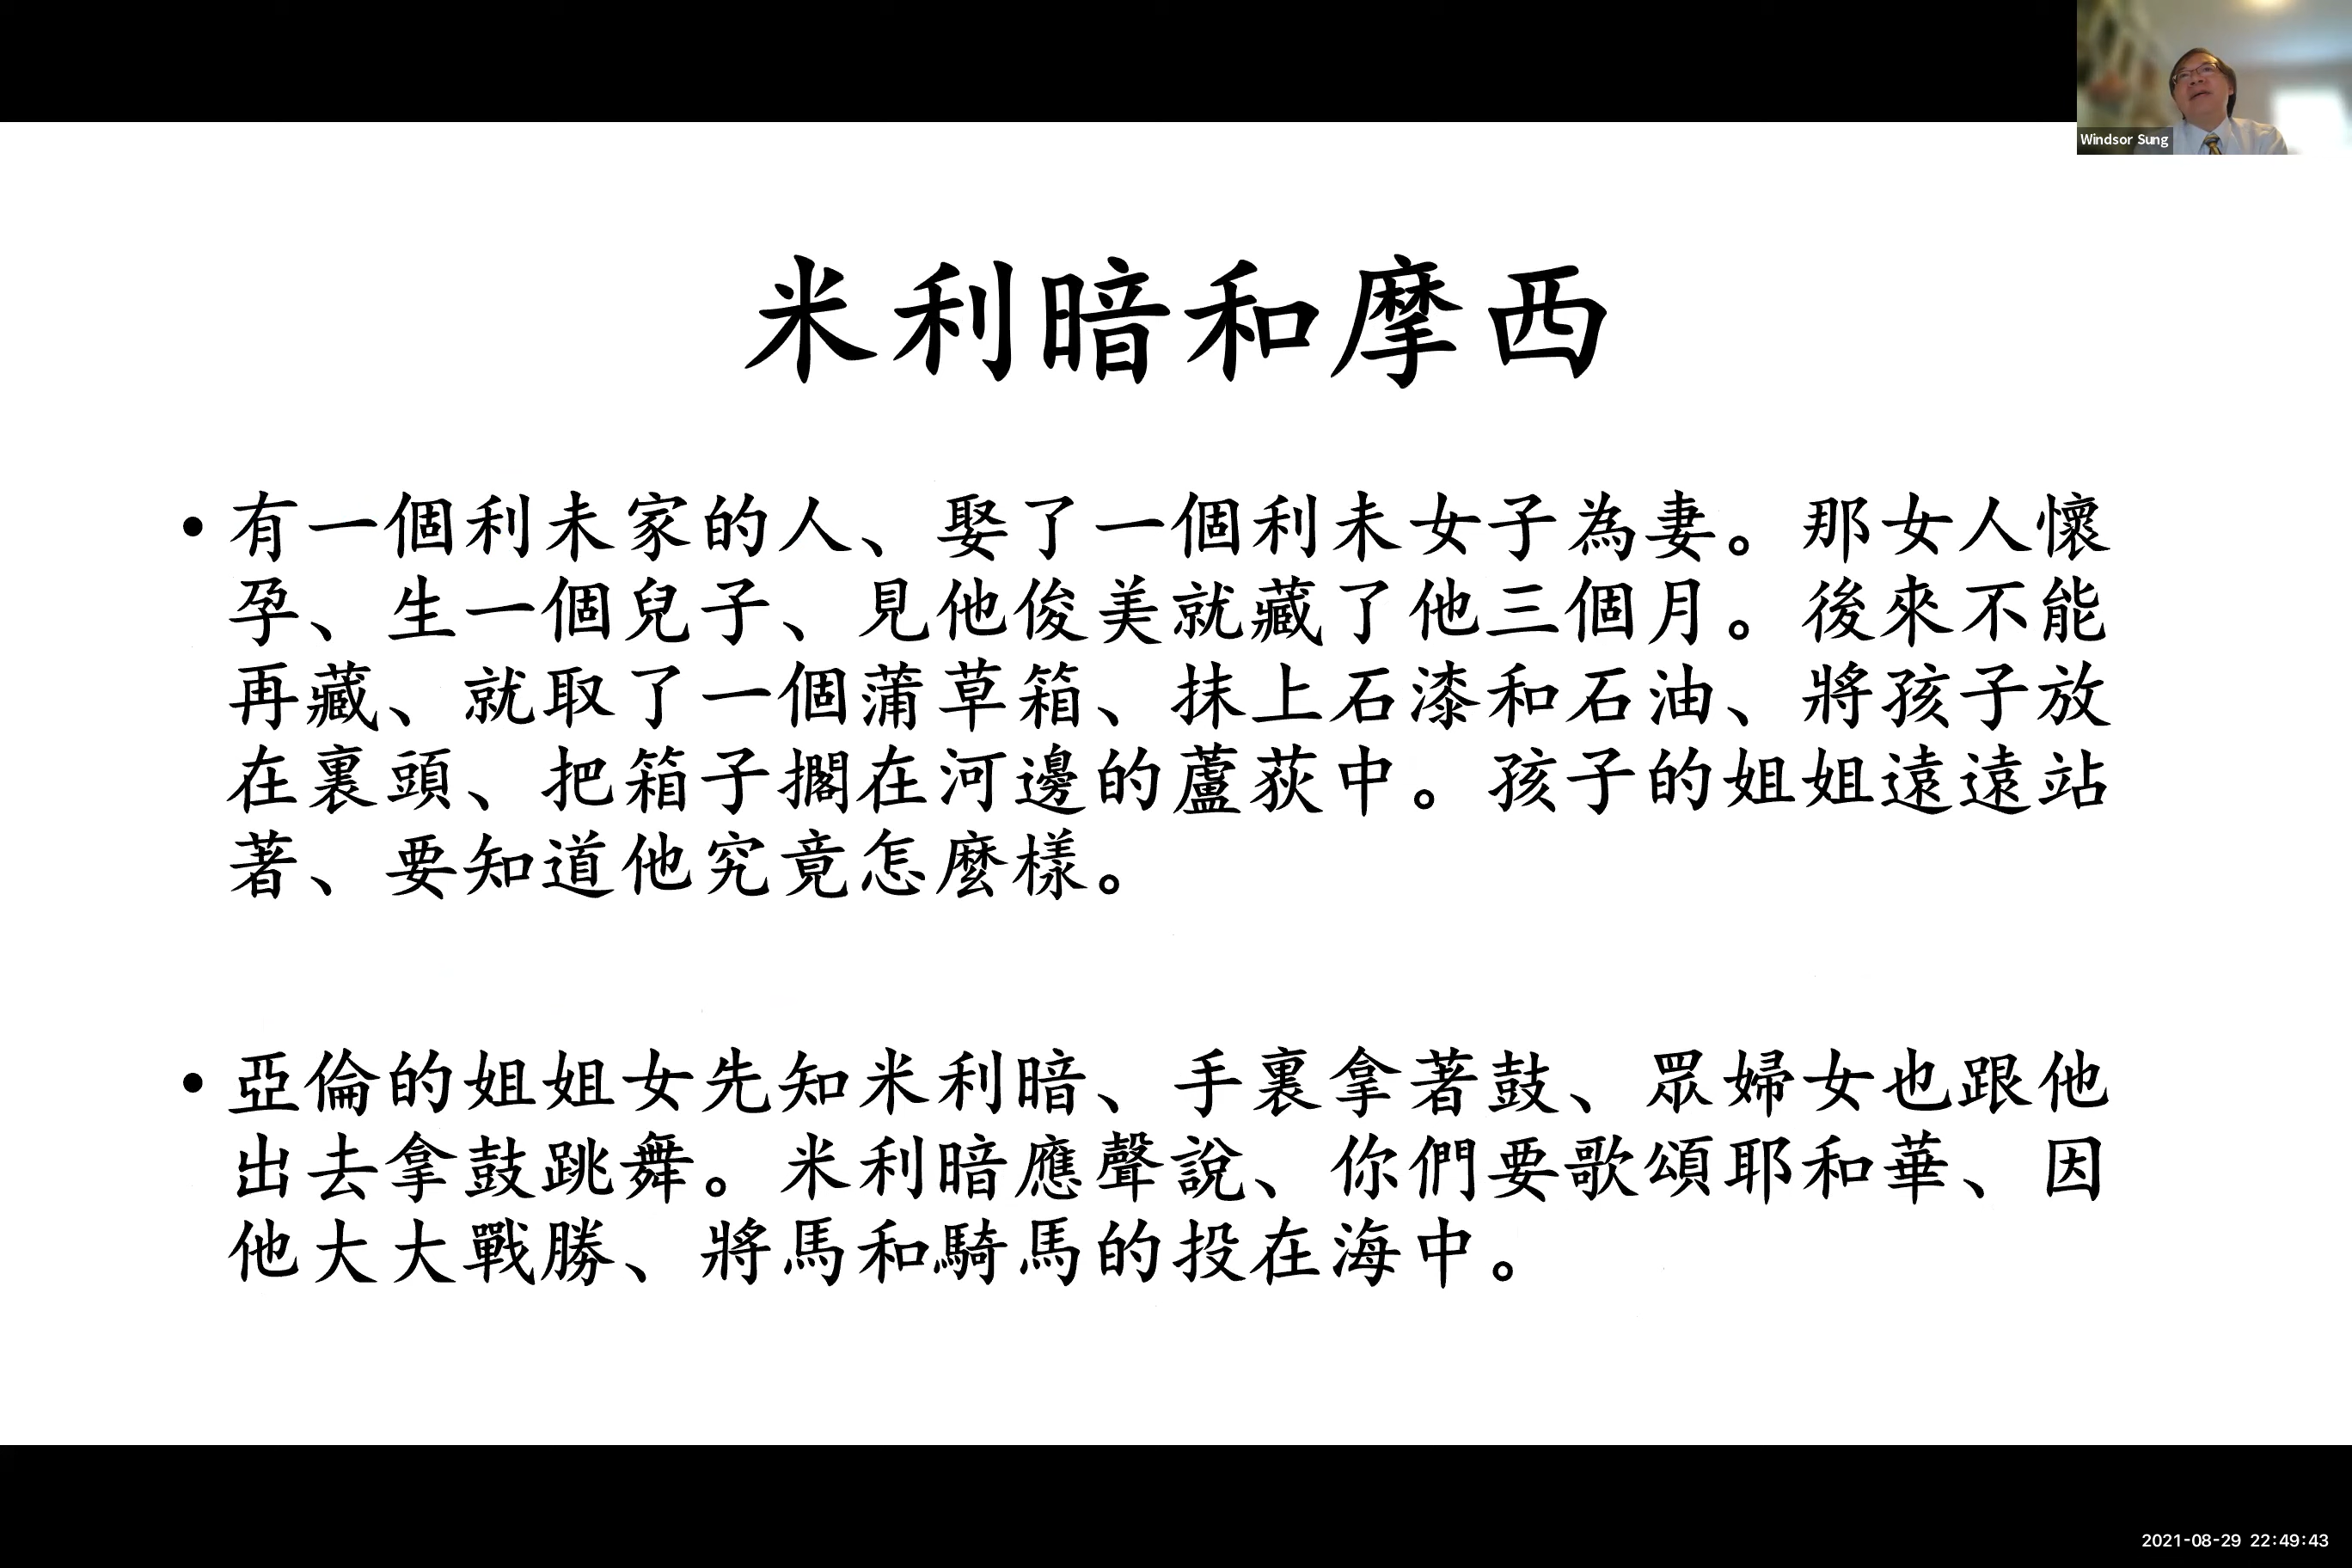 Windsor Sung
米利暗和摩西
• 有一個利未家的人、娶了一個利未女子為妻。那女人懷
孕、生一個兒子、見他俊美就藏了他三個月。後來不能
再藏、就取了一個蒲草箱、抹上石漆和石油、將孩子放
在裏頭、把箱子擱在河邊的蘆荻中。孩子的姐姐遠遠站
著、要知道他究竟怎麼樣。
• 亞倫的姐姐女先知米利暗、手裏拿著鼓、眾婦女也跟他
出去拿鼓跳舞。米利暗應聲說、你們要歌頌耶和華、因
他大大戰勝、將馬和騎馬的投在海中。
2021-08-29 22:49:43